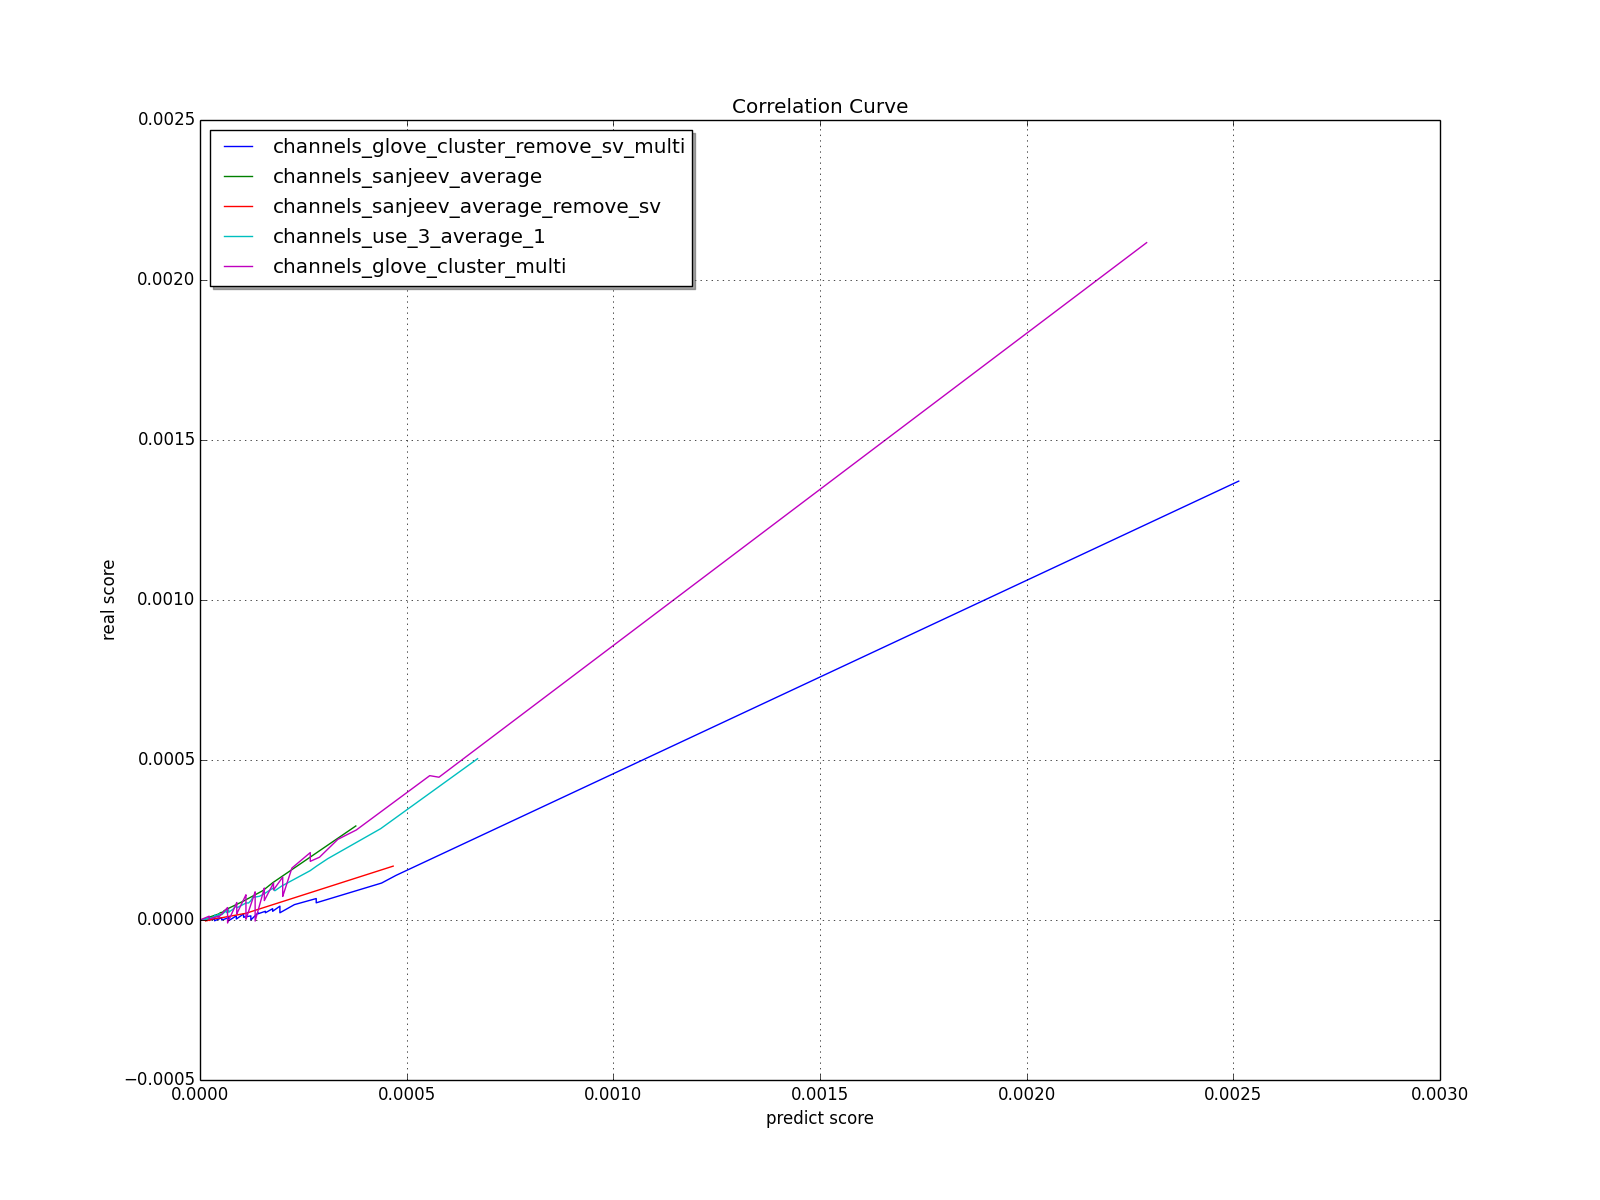 Correlation Curve
0.0025
0.0020
0.0015
0.0010
0.0005
0.0000
−0.0005
real score
channels_glove_cluster_remove_sv_multi
channels_sanjeev_average
channels_sanjeev_average_remove_sv
channels_use_3_average_1
channels_glove_cluster_multi
0.0000 0.0005 0.0010 0.0015 0.0020 0.0025 0.0030
predict score